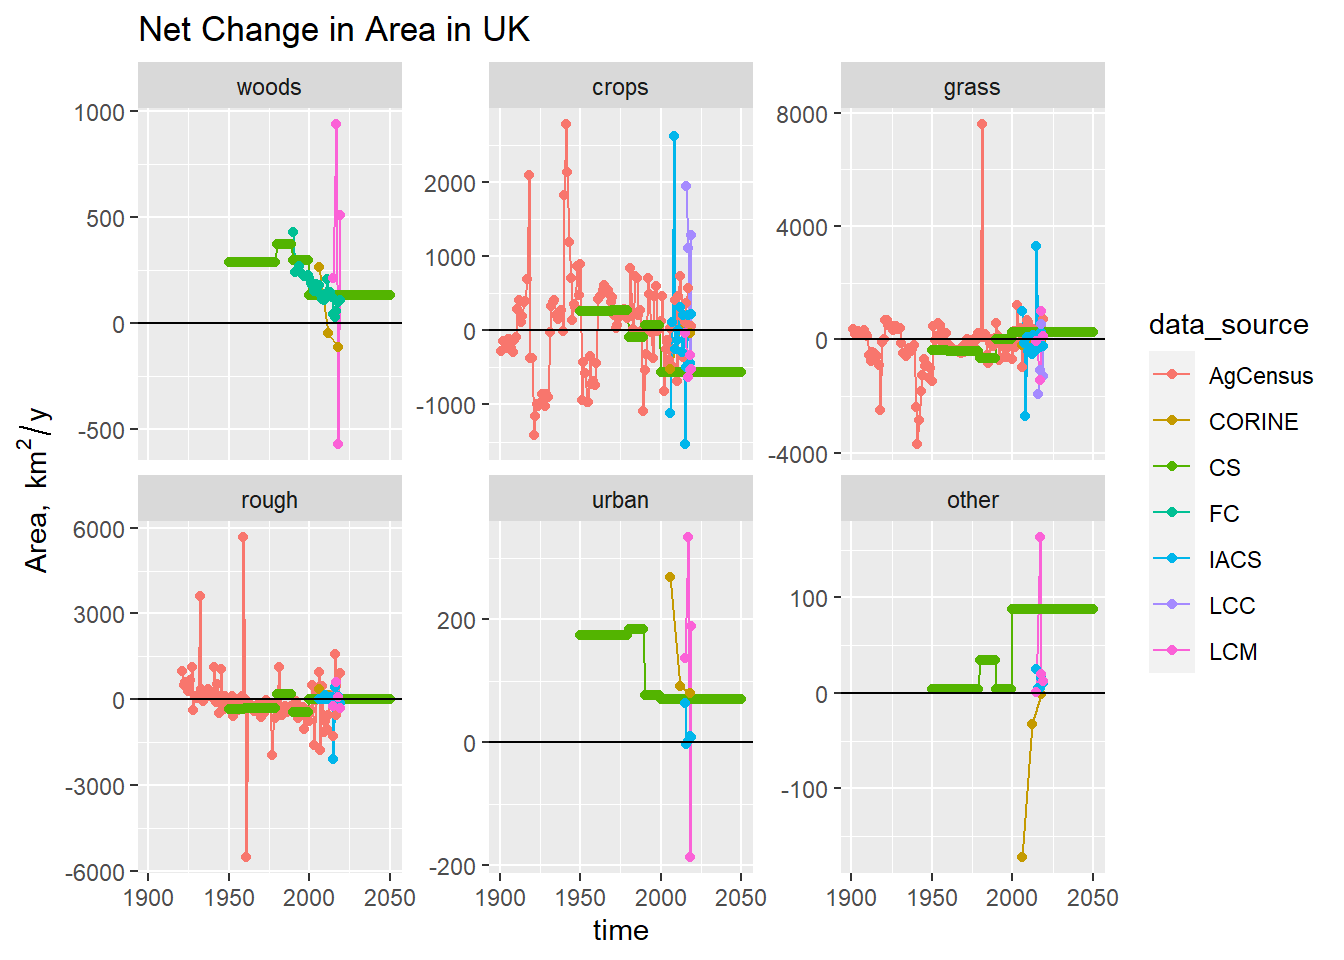 Net Change in Area in UK
woods
crops
grass
1000
500
0
-500
2000
1000
0
-1000
8000
4000
0
-4000
rough
urban
other
6000
3000
0
-3000
-6000
200
0
-200
100
0
-100
1900 1950 2000 2050
1900 1950 2000 2050
1900 1950 2000 2050
time
Area, km²/y
data_source
AgCensus
CORINE
CS
FC
IACS
LCC
LCM